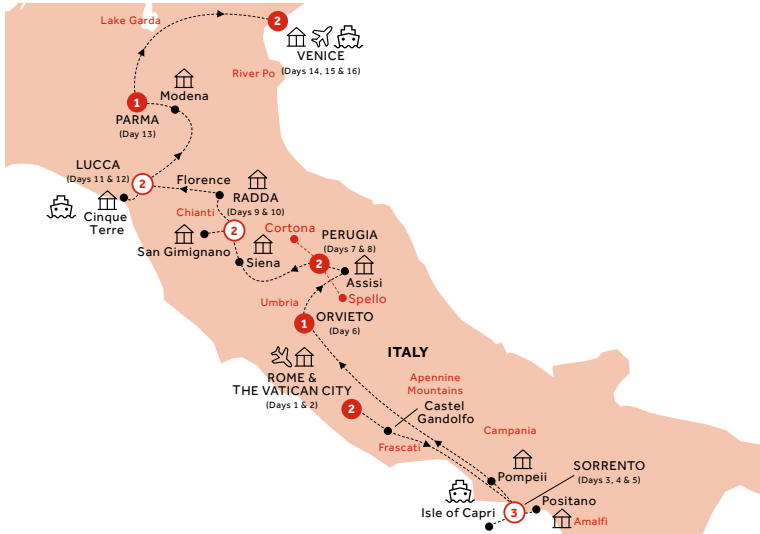 Lake Garda
2
VENICE
(Days 14, 15 & 16)
River Po
Modena
1
PARMA
(Day 13)
LUCCA
(Days 11 & 12)
2
Cinque
Terre
Florence
RADDA
(Days 9 & 10)
Chianti
2
San Gimignano
Siena
Cortona
PERUGIA
(Days 7 & 8)
2
Assisi
Spello
Umbria
1
ORVIETO
(Day 6)
ITALY
ROME &
THE VATICAN CITY
(Days 1 & 2)
2
Apennine
Mountains
Castel
Gandolfo
Frascati
Campania
Pompeii
SORRENTO
(Days 3, 4 & 5)
Isle of Capri
3
Positano
Amalfi